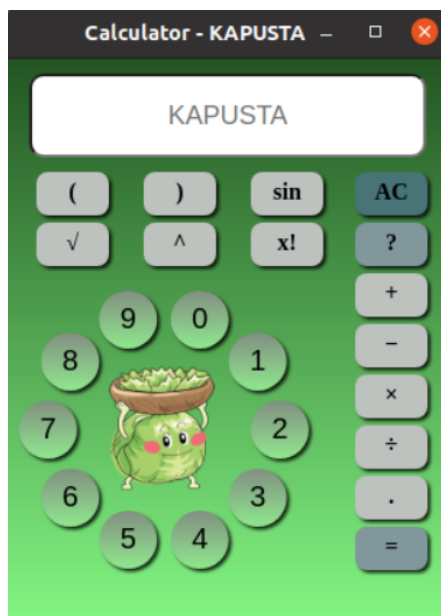 Calculator - KAPUSTA
KAPUSTA
( ) sin AC
√ ^ x! ?
+
9 0
8 1 −
×
7 2
÷
6 3 .
5 4 =